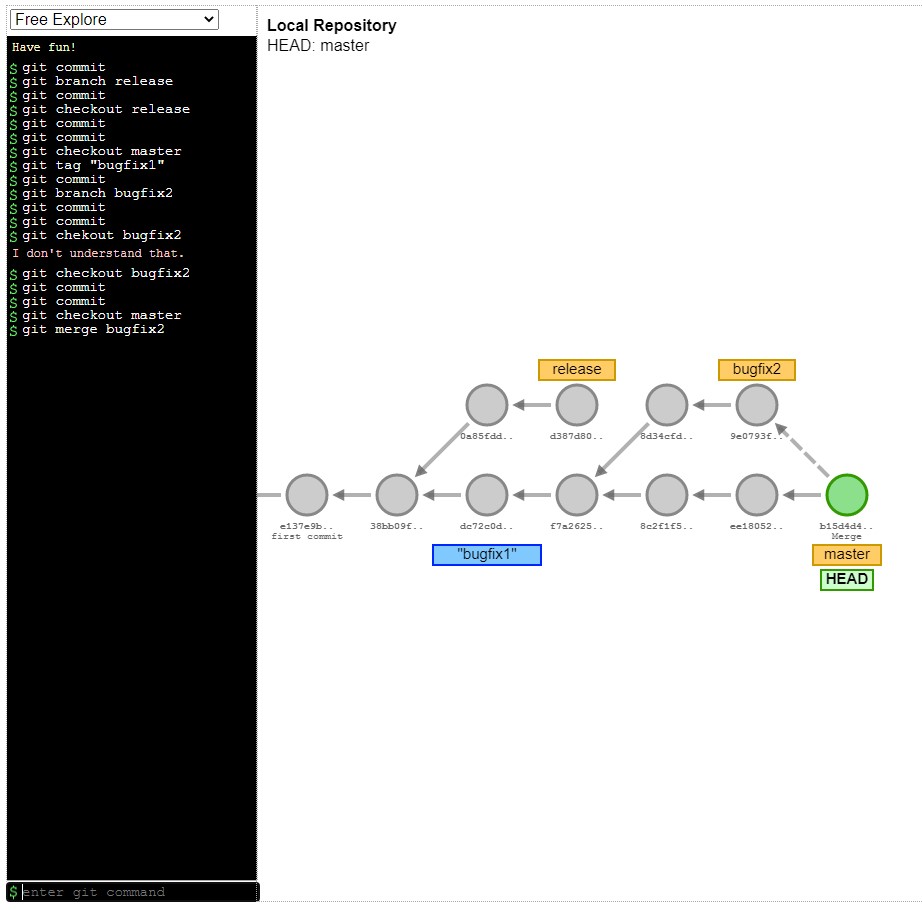 Free Explore
Have fun!
$ git commit
$ git branch release
$ git commit
$ git checkout release
$ git commit
$ git commit
$ git checkout master
$ git tag "bugfix1"
$ git commit
$ git branch bugfix2
$ git commit
$ git commit
$ git chekout bugfix2
I don't understand that.
$ git checkout bugfix2
$ git commit
$ git commit
$ git checkout master
$ git merge bugfix2
$ enter git command
Local Repository
HEAD: master
release
bugfix2
0a85fdd..
d387d80..
8d34cfd..
9e0793f..
e137e9b..
first commit
38bb09f..
dc72c0d..
f7a2625..
8c2f1f5..
ee18052..
b15d4d4..
Merge
"bugfix1"
master
HEAD